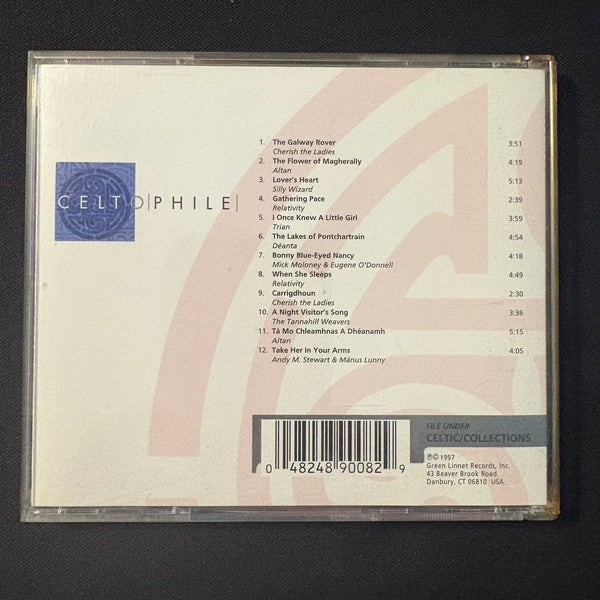 CELTO|PHILE|
1. The Galway Rover 3:51
Cherish the Ladies
2. The Flower of Magherally 4:19
Altan
3. Lover's Heart 5:13
Silly Wizard
4. Gathering Pace 2:39
Relativity
5. I Once Knew A Little Girl 3:59
Trian
6. The Lakes of Pontchartrain 4:54
Déanta
7. Bonny Blue-Eyed Nancy 4:18
Mick Moloney & Eugene O'Donnell
8. When She Sleeps 4:49
Relativity
9. Carrigdhoun 2:30
Cherish the Ladies
10. A Night Visitor's Song 3:36
The Tannahill Weavers
11. Tá Mo Chleamhnas A Dhéanamh 5:15
Altan
12. Take Her In Your Arms 4:05
Andy M. Stewart & Mánus Lunny
FILE UNDER
CELTIC/COLLECTIONS
0 48248 90082 9
℗© 1997
Green Linnet Records, Inc.
43 Beaver Brook Road
Danbury, CT 06810 USA